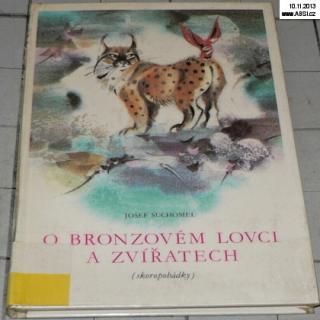 10.11.2013
www.ABSI.cz
JOSEF SUCHOMEL
O BRONZOVÉM LOVCI
A ZVÍŘATECH
(skoropohádky)